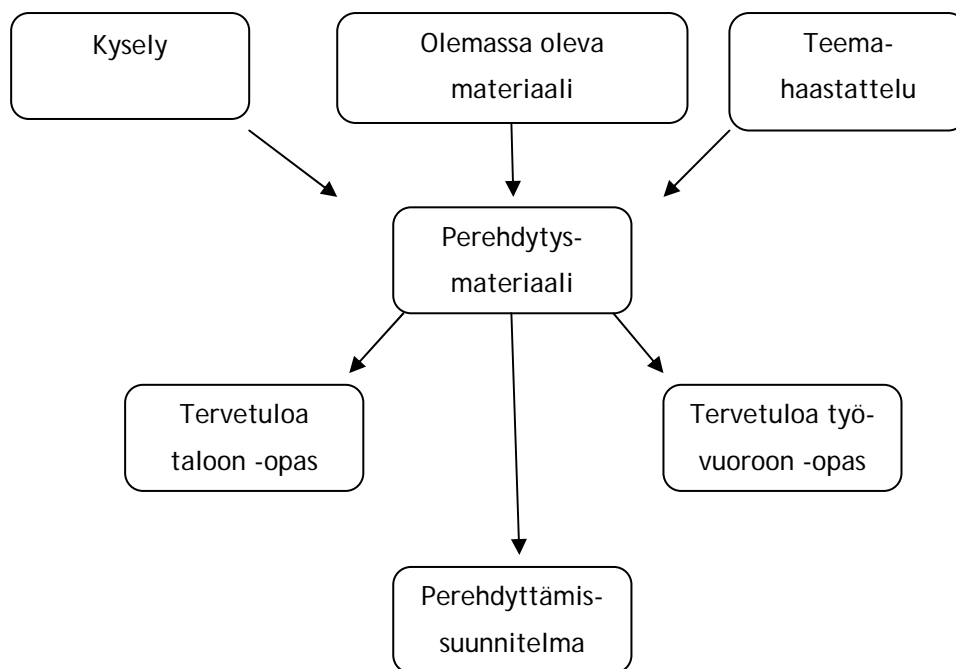 Kysely
Olemassa oleva
materiaali
Teema-
haastattelu
Perehdytys-
materiaali
Tervetuloa
taloon -opas
Tervetuloa työ-
vuoroon -opas
Perehdyttämis-
suunnitelma